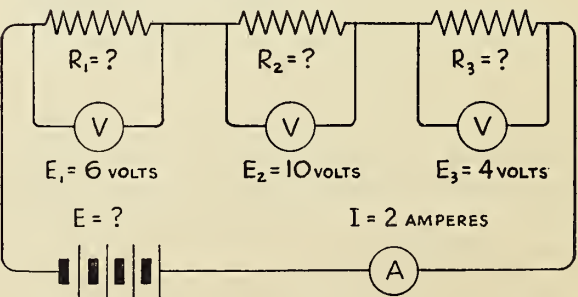 R₁ = ? R₂ = ? R₃ = ?
V V V
E₁ = 6 VOLTS E₂ = 10 VOLTS E₃ = 4 VOLTS
E = ? I = 2 AMPERES
A